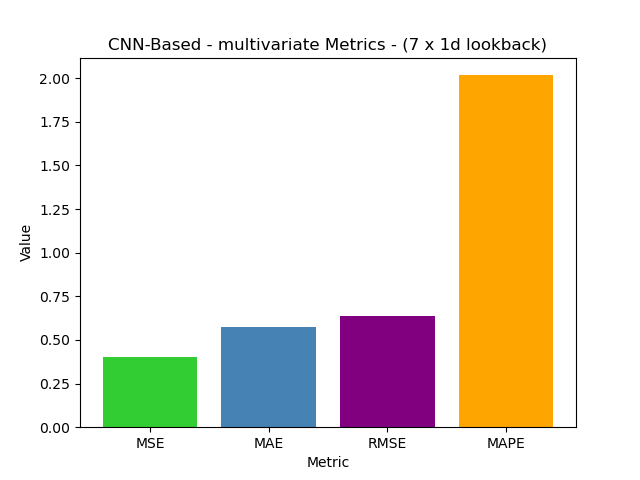 CNN-Based - multivariate Metrics - (7 x 1d lookback)
2.00
1.75
1.50
1.25
1.00
0.75
0.50
0.25
0.00
Value
MSE MAE RMSE MAPE
Metric